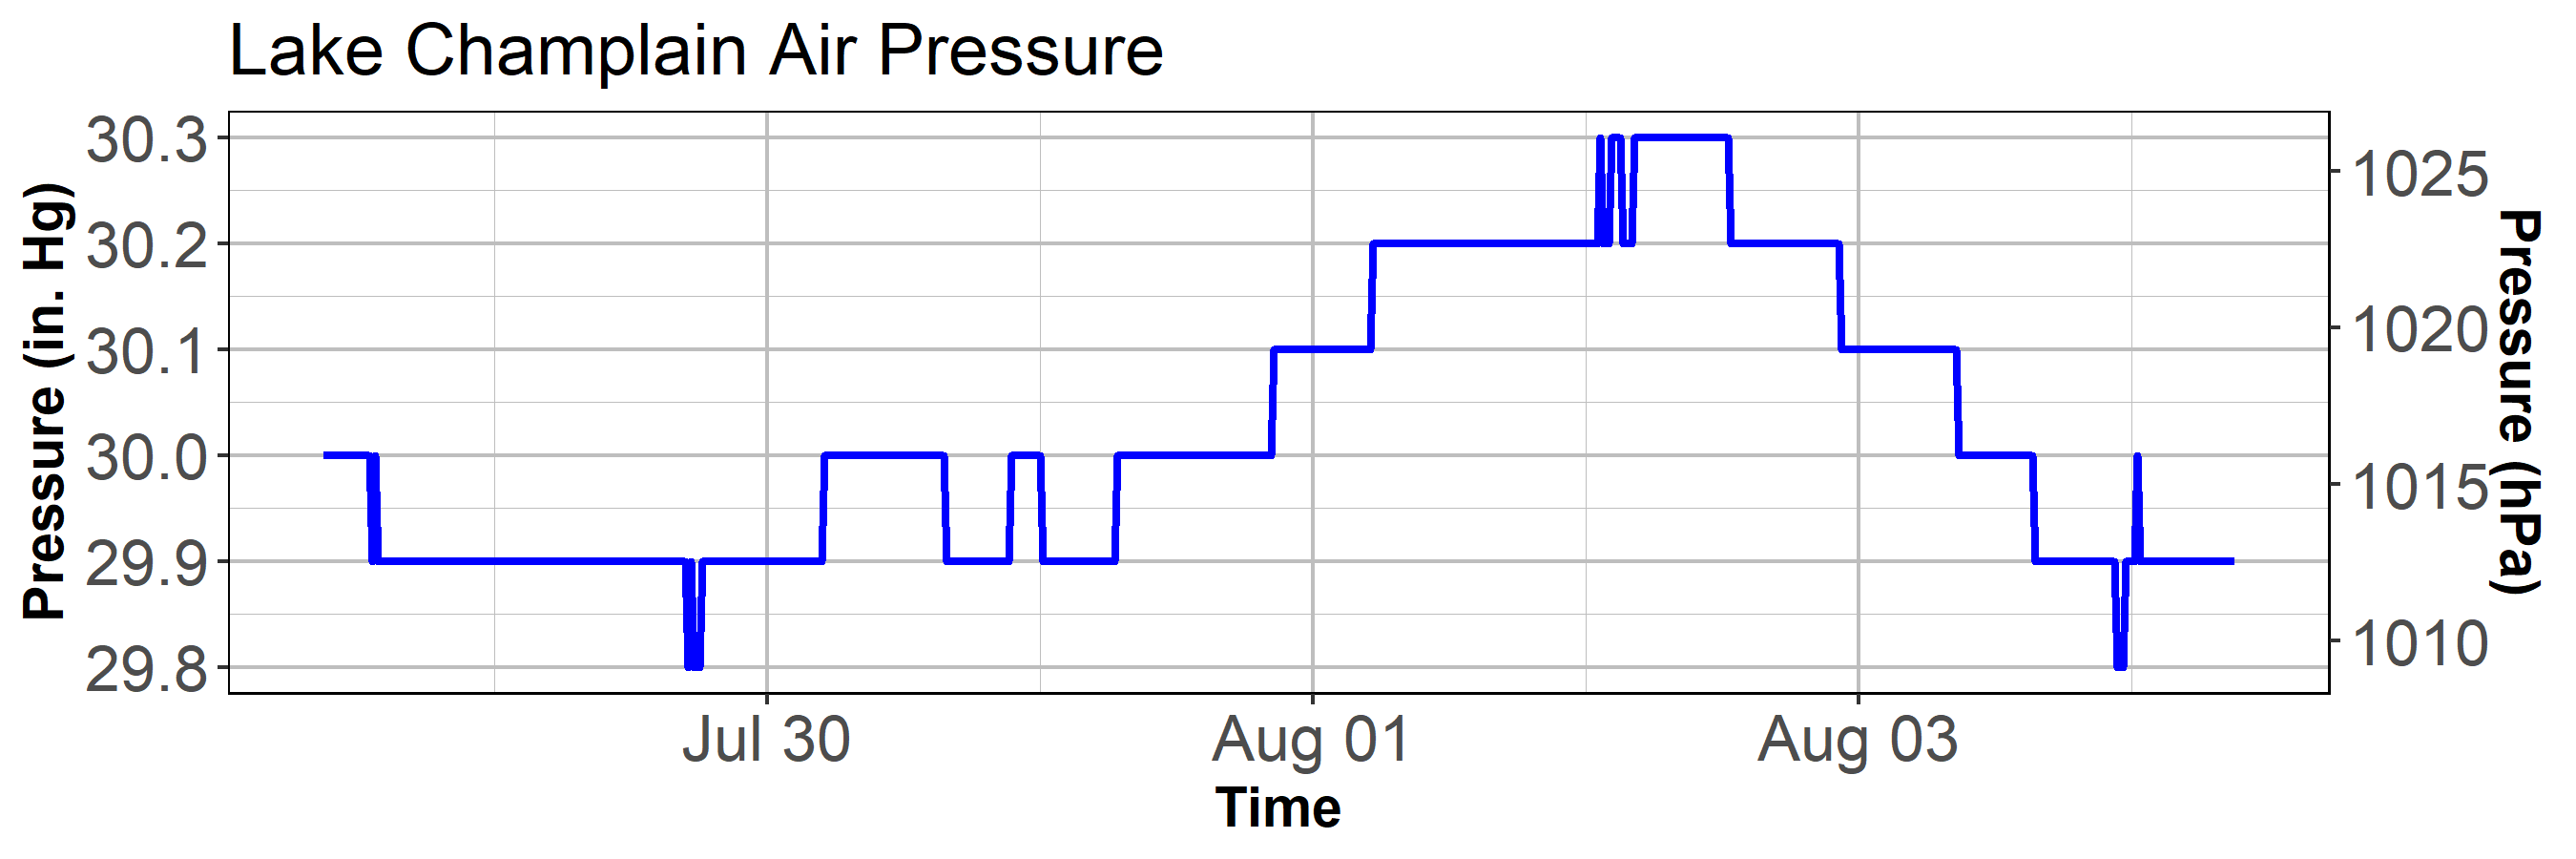 Lake Champlain Air Pressure
Pressure (in. Hg)
30.3
30.2
30.1
30.0
29.9
29.8
1025
1020
1015
1010
Pressure (hPa)
Jul 30
Aug 01
Aug 03
Time